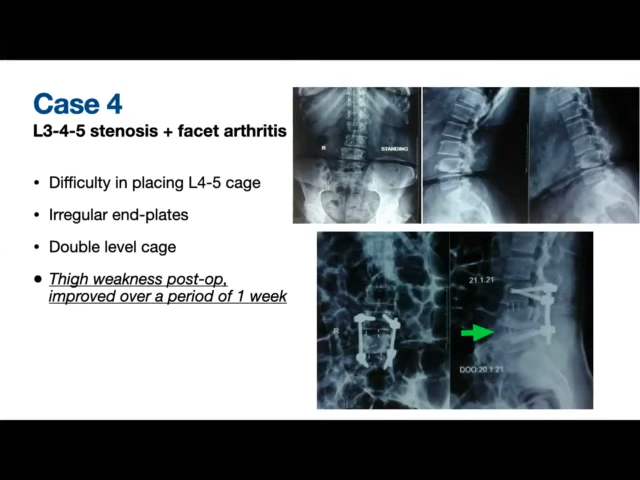 Case 4
L3-4-5 stenosis + facet arthritis
• Difficulty in placing L4-5 cage
• Irregular end-plates
• Double level cage
• Thigh weakness post-op,
improved over a period of 1 week
R
STANDING
R
21.1.21
DOO:20.1.21